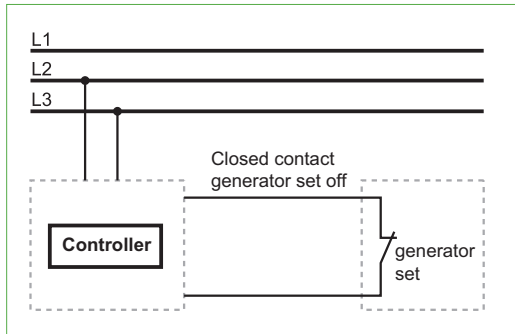 L1
L2
L3
Closed contact
generator set off
Controller
generator
set